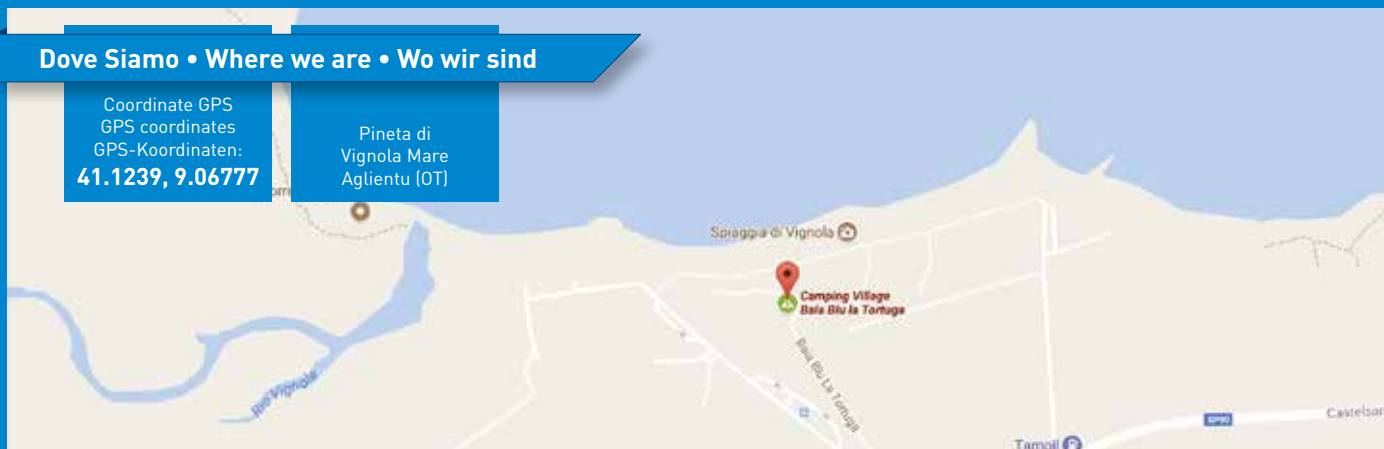 Dove Siamo • Where we are • Wo wir sind
Coordinate GPS
GPS coordinates
GPS-Koordinaten:
41.1239, 9.06777
Pineta di
Vignola Mare
Aglientu (OT)
Spiaggia di Vignola
Camping Village
Baia Blu la Tortuga
Baia Blu La Tortuga
Rio Vignola
SP90
Tamoil